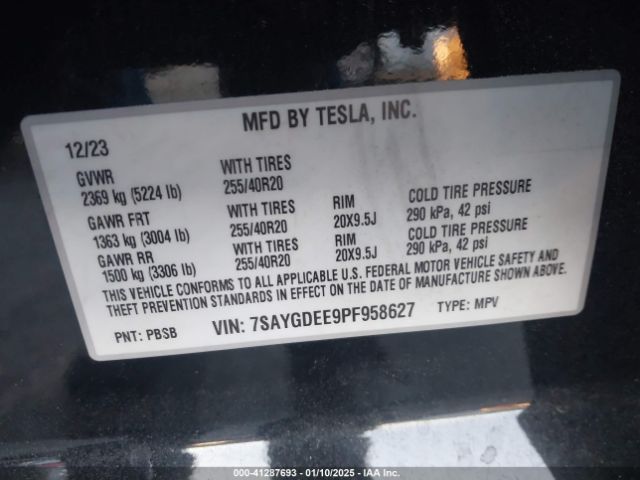 MFD BY TESLA, INC.
12/23
GVWR WITH TIRES
2369 kg (5224 lb) 255/40R20
GAWR FRT WITH TIRES RIM COLD TIRE PRESSURE
1363 kg (3004 lb) 255/40R20 20X9.5J 290 kPa, 42 psi
GAWR RR WITH TIRES RIM COLD TIRE PRESSURE
1500 kg (3306 lb) 255/40R20 20X9.5J 290 kPa, 42 psi
THIS VEHICLE CONFORMS TO ALL APPLICABLE U.S. FEDERAL MOTOR VEHICLE SAFETY AND
THEFT PREVENTION STANDARDS IN EFFECT ON THE DATE OF MANUFACTURE SHOWN ABOVE.
PNT: PBSB VIN: 7SAYGDEE9PF958627 TYPE: MPV
000-41287693 - 01/10/2025 - IAA Inc.